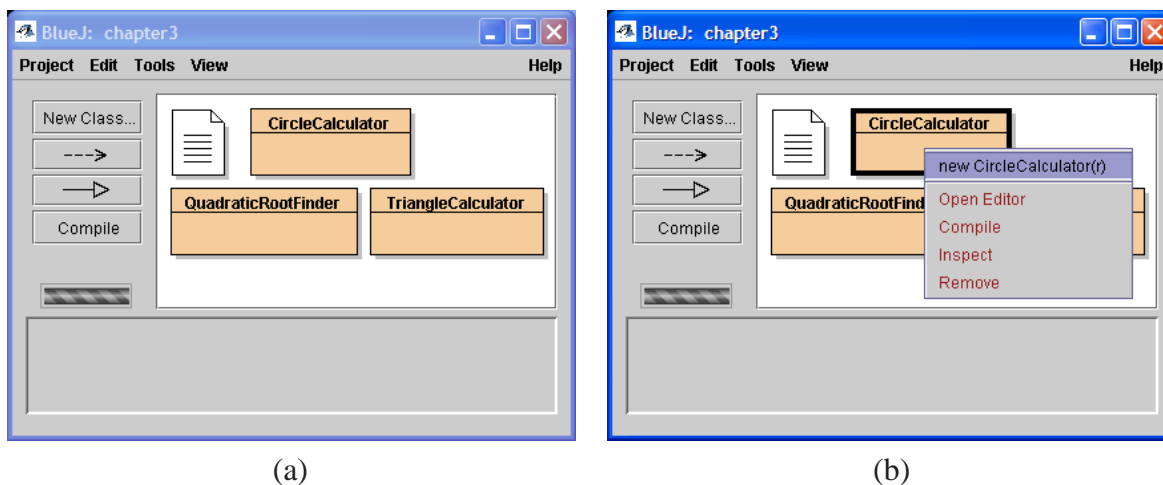 BlueJ: chapter3
Project Edit Tools View Help
New Class...
Compile
CircleCalculator
QuadraticRootFinder
TriangleCalculator
(a)
BlueJ: chapter3
Project Edit Tools View Help
New Class...
Compile
CircleCalculator
QuadraticRootFind
new CircleCalculator(r)
Open Editor
Compile
Inspect
Remove
(b)